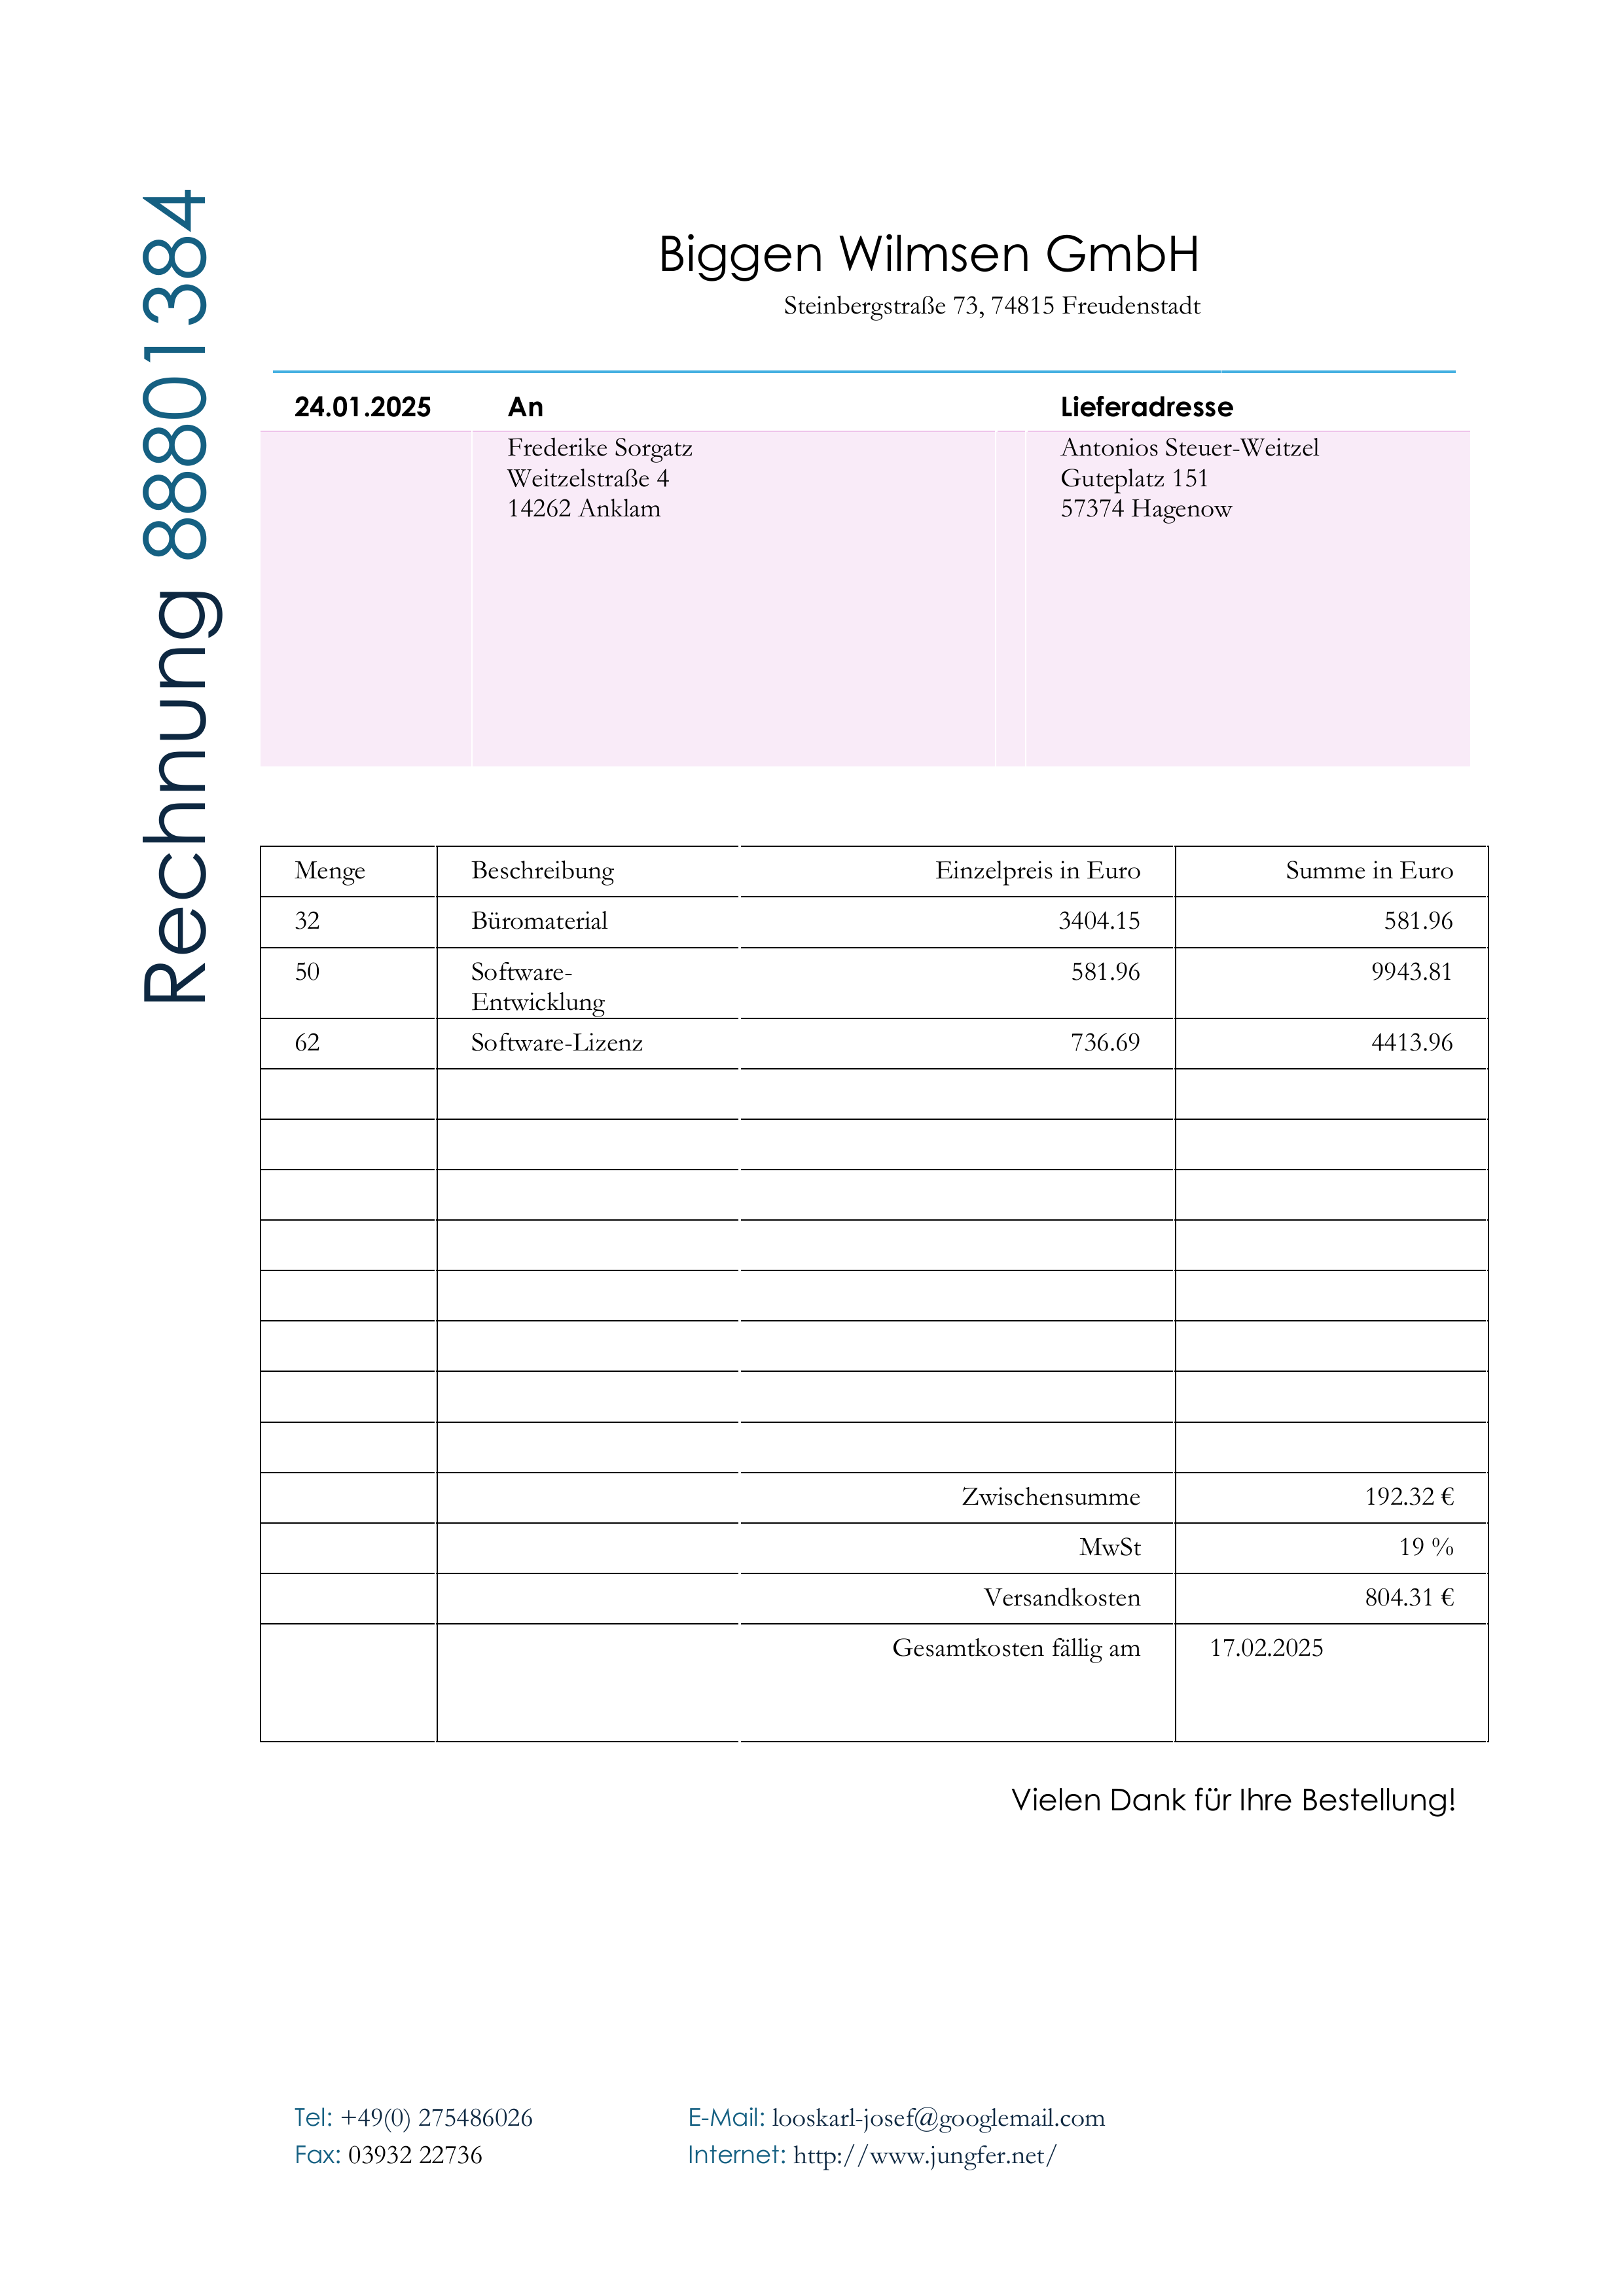 Rechnung 88801384
Biggen Wilmsen GmbH
Steinbergstraße 73, 74815 Freudenstadt
24.01.2025 An Lieferadresse
Frederike Sorgatz Antonios Steuer-Weitzel
Weitzelstraße 4 Guteplatz 151
14262 Anklam 57374 Hagenow
Menge Beschreibung Einzelpreis in Euro Summe in Euro
32 Büromaterial 3404.15 581.96
50 Software- 581.96 9943.81
Entwicklung
62 Software-Lizenz 736.69 4413.96
Zwischensumme 192.32 €
MwSt 19 %
Versandkosten 804.31 €
Gesamtkosten fällig am 17.02.2025
Vielen Dank für Ihre Bestellung!
Tel: +49(0) 275486026 E-Mail: looskarl-josef@googlemail.com
Fax: 03932 22736 Internet: http://www.jungfer.net/